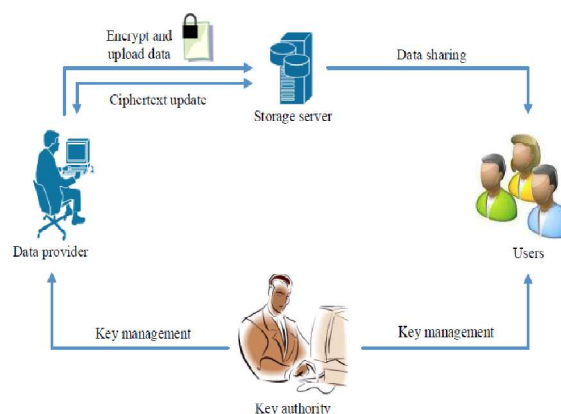 Encrypt and
upload data
Data sharing
Ciphertext update
Storage server
Data provider
Users
Key management
Key management
Key authority